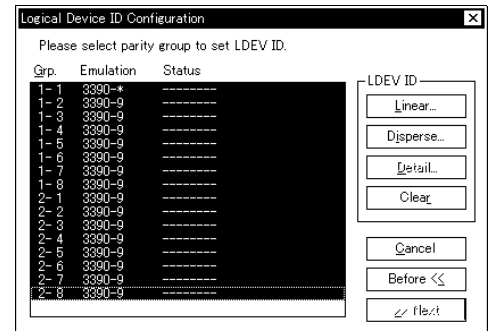 Logical Device ID Configuration
Please select parity group to set LDEV ID.
Grp. Emulation Status
1- 1 3390-* --------
1- 2 3390-9 --------
1- 3 3390-9 --------
1- 4 3390-9 --------
1- 5 3390-9 --------
1- 6 3390-9 --------
1- 7 3390-9 --------
1- 8 3390-9 --------
2- 1 3390-9 --------
2- 2 3390-9 --------
2- 3 3390-9 --------
2- 4 3390-9 --------
2- 5 3390-9 --------
2- 6 3390-9 --------
2- 7 3390-9 --------
2- 8 3390-9 --------
LDEV ID
Linear...
Disperse...
Detail...
Clear
Cancel
Before <<
>> Next